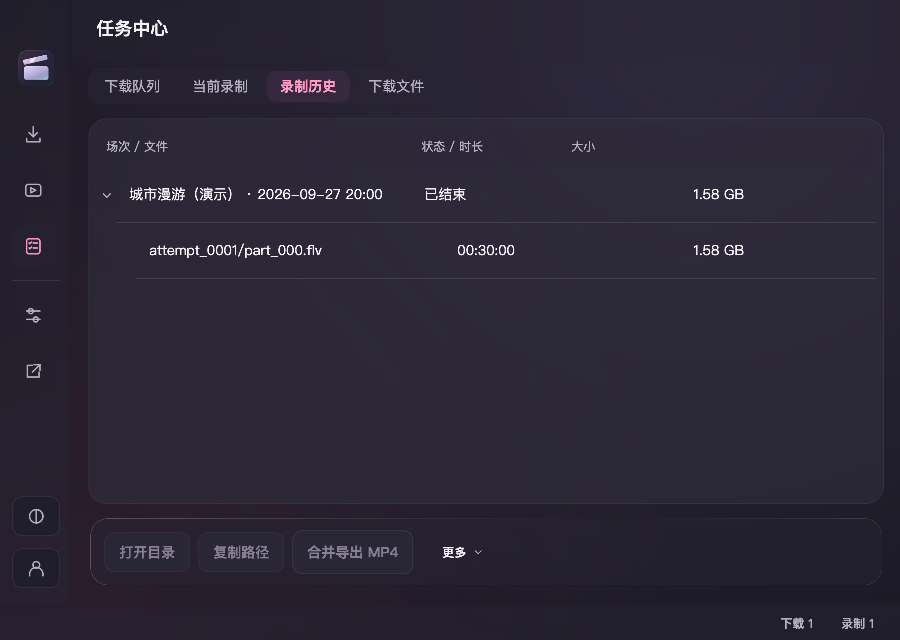 任务中心
下载队列 当前录制 录制历史 下载文件
场次 / 文件 状态 / 时长 大小
城市漫游（演示） · 2026-09-27 20:00 已结束 1.58 GB
attempt_0001/part_000.flv 00:30:00 1.58 GB
打开目录 复制路径 合并导出 MP4 更多
下载 1 录制 1